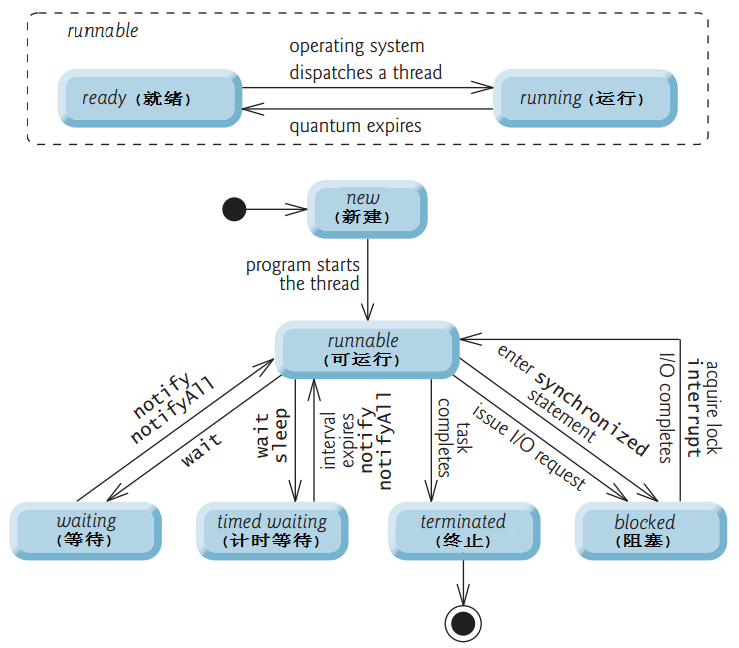 runnable
operating system
dispatches a thread
ready (就绪)
running (运行)
quantum expires
new
(新建)
program starts
the thread
runnable
(可运行)
notify
notifyAll
wait
wait
sleep
interval
expires
notify
notifyAll
task
completes
issue I/O request
enter synchronized
statement
I/O completes
interrupt
acquire lock
waiting
(等待)
timed waiting
(计时等待)
terminated
(终止)
blocked
(阻塞)